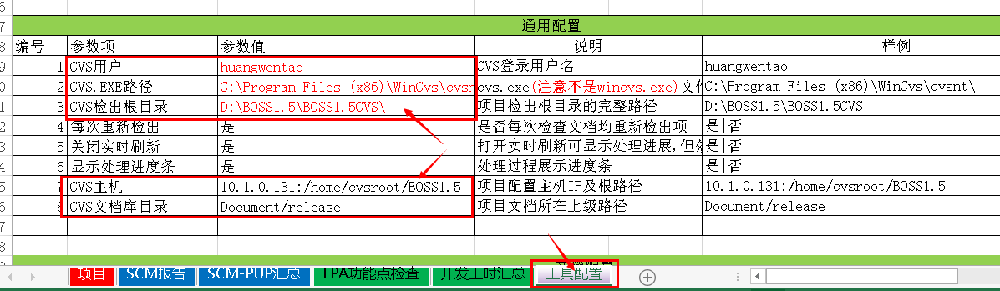 通用配置
编号 参数项 参数值 说明 样例
1 CVS用户 huangwentao CVS登录用户名 huangwentao
2 CVS.EXE路径 C:\Program Files (x86)\WinCvs\cvsn cvs.exe(注意不是wincvs.exe)文件 C:\Program Files (x86)\WinCvs\cvsnt\
3 CVS检出根目录 D:\BOSS1.5\BOSS1.5CVS\ 项目检出根目录的完整路径 D:\BOSS1.5\BOSS1.5CVS
4 每次重新检出 是 是否每次检查文档均重新检出项 是|否
5 关闭实时刷新 是 打开实时刷新可显示处理进展,但效 是|否
6 显示处理进度条 是 处理过程展示进度条 是|否
7 CVS主机 10.1.0.131:/home/cvsroot/BOSS1.5 项目配置主机IP及根路径 10.1.0.131:/home/cvsroot/BOSS1.5
8 CVS文档库目录 Document/release 项目文档所在上级路径 Document/release
项目 SCM报告 SCM-PUP汇总 FPA功能点检查 开发工时汇总 工具配置